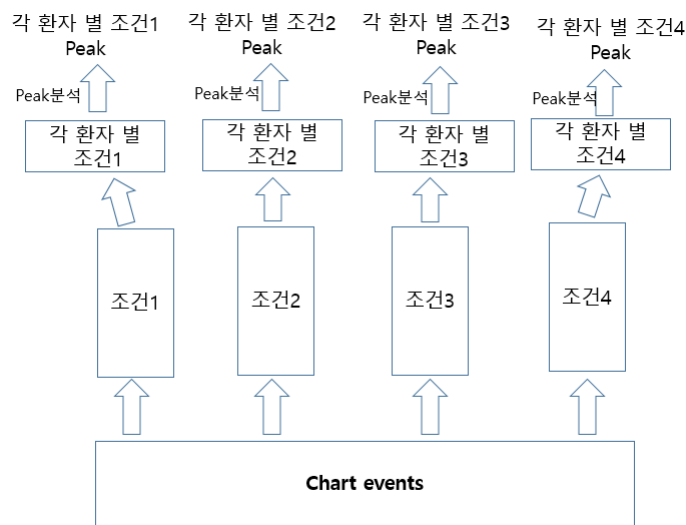 각 환자 별 조건1
Peak
각 환자 별 조건2
Peak
각 환자 별 조건3
Peak
각 환자 별 조건4
Peak
Peak분석
Peak분석
Peak분석
Peak분석
각 환자 별
조건1
각 환자 별
조건2
각 환자 별
조건3
각 환자 별
조건4
조건1
조건2
조건3
조건4
Chart events